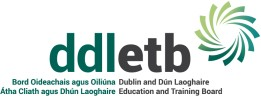 ddletb
Bord Oideachais agus Oiliúna Dublin and Dún Laoghaire
Átha Cliath agus Dhún Laoghaire Education and Training Board